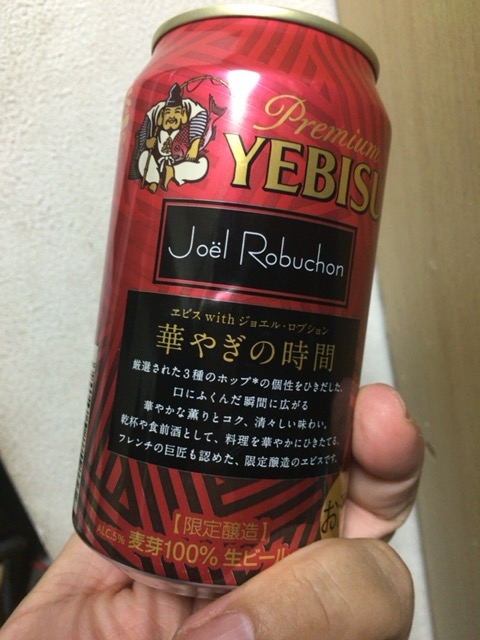 Premium
YEBISU
Joël Robuchon
ヱビス with ジョエル・ロブション
華やぎの時間
厳選された3種のホップ*の個性をひきだした、
口にふくんだ瞬間に広がる
華やかな薫りとコク、清々しい味わい。
乾杯や食前酒として、料理を華やかにひきたてる、
フレンチの巨匠も認めた、限定醸造のヱビスです。
【限定醸造】
ALC.5% 麦芽100% 生ビール
お